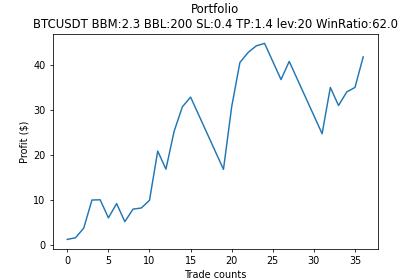 Portfolio
BTCUSDT BBM:2.3 BBL:200 SL:0.4 TP:1.4 lev:20 WinRatio:62.0
40
30
20
10
0
Profit ($)
0 5 10 15 20 25 30 35
Trade counts